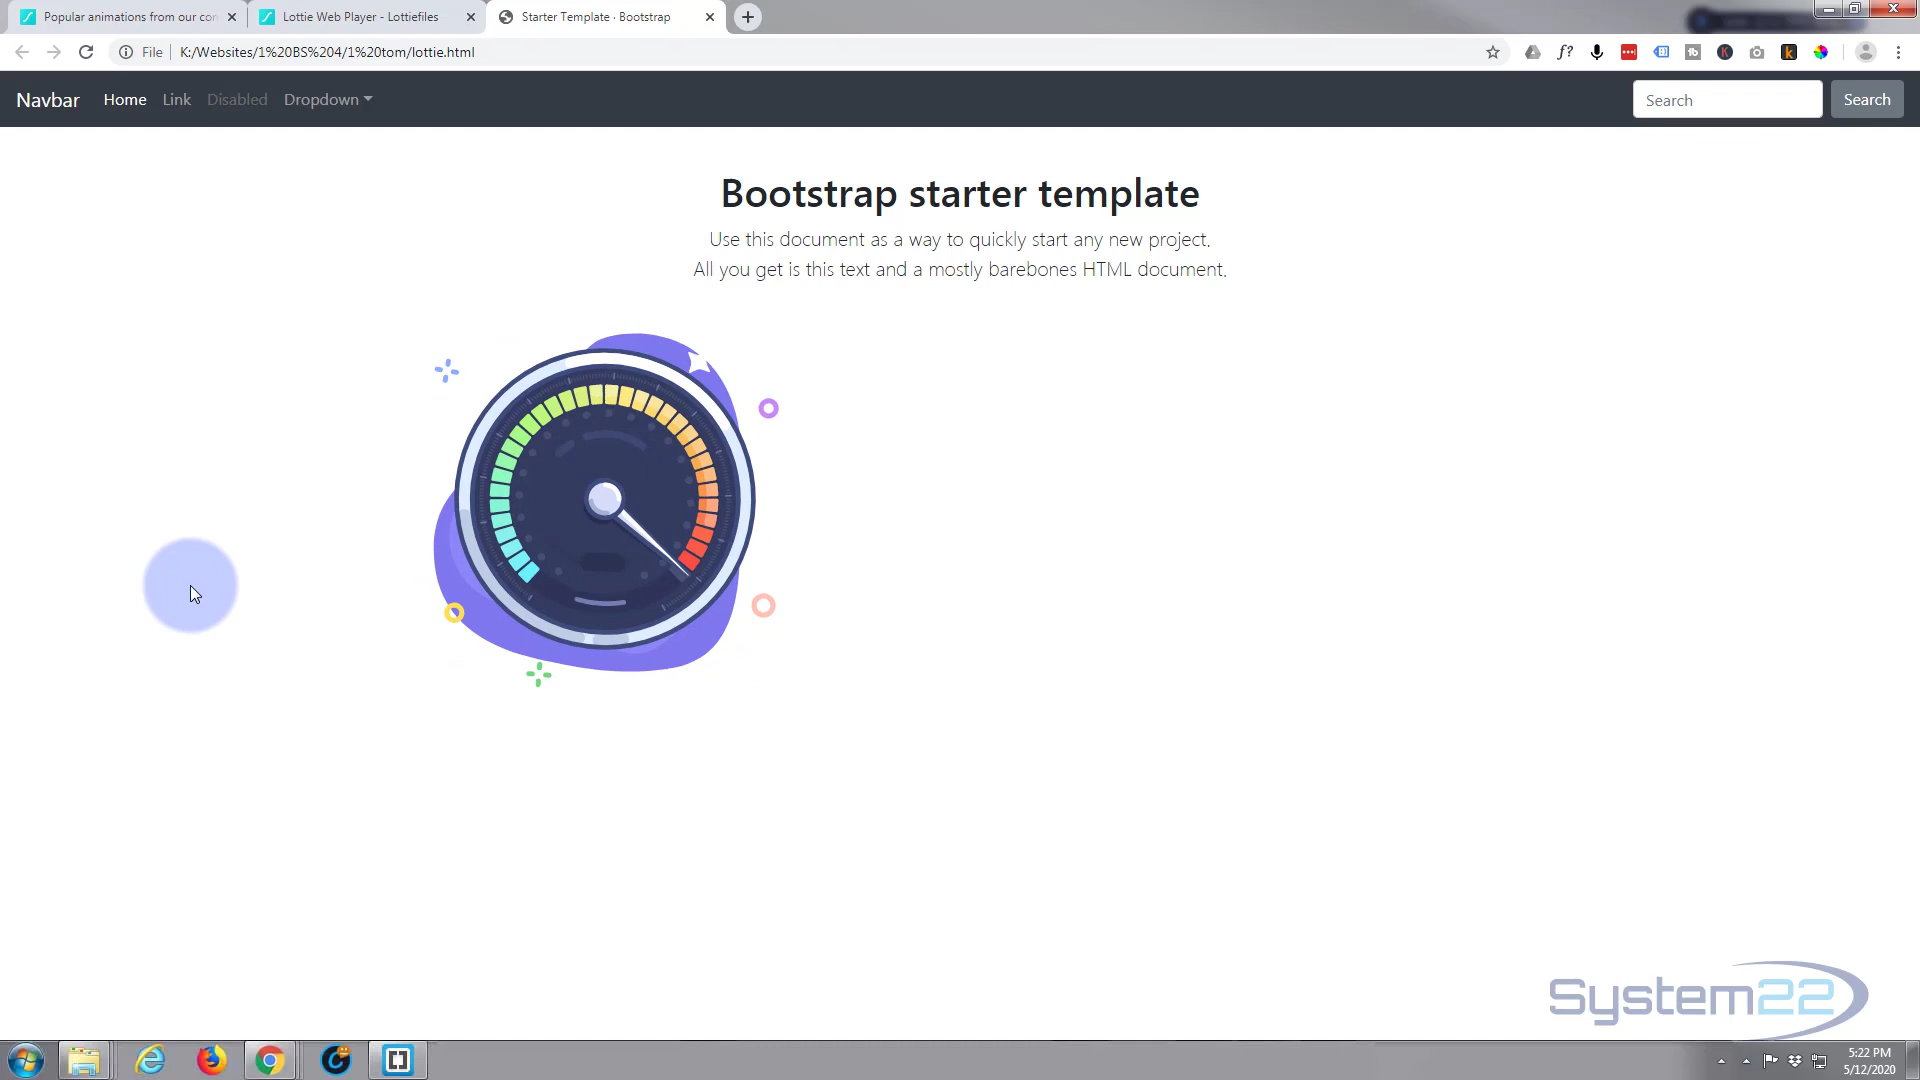 Popular animations from our con
Lottie Web Player - Lottiefiles
Starter Template · Bootstrap
File
K:/Websites/1%20BS%204/1%20tom/lottie.html
Navbar
Home
Link
Disabled
Dropdown
Search
Search
Bootstrap starter template
Use this document as a way to quickly start any new project.
All you get is this text and a mostly barebones HTML document.
System22
5:22 PM
5/12/2020